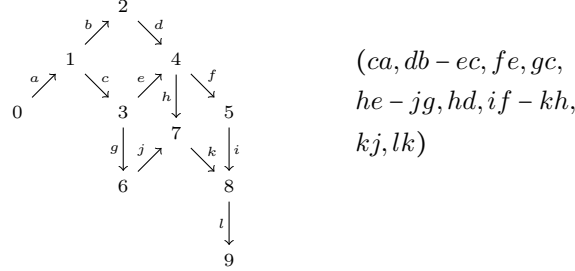 2
b d
1 4
a c e f
h
0 3 5
7
g j k i
6 8
l
9
(ca, db − ec, fe, gc,
he − jg, hd, if − kh,
kj, lk)